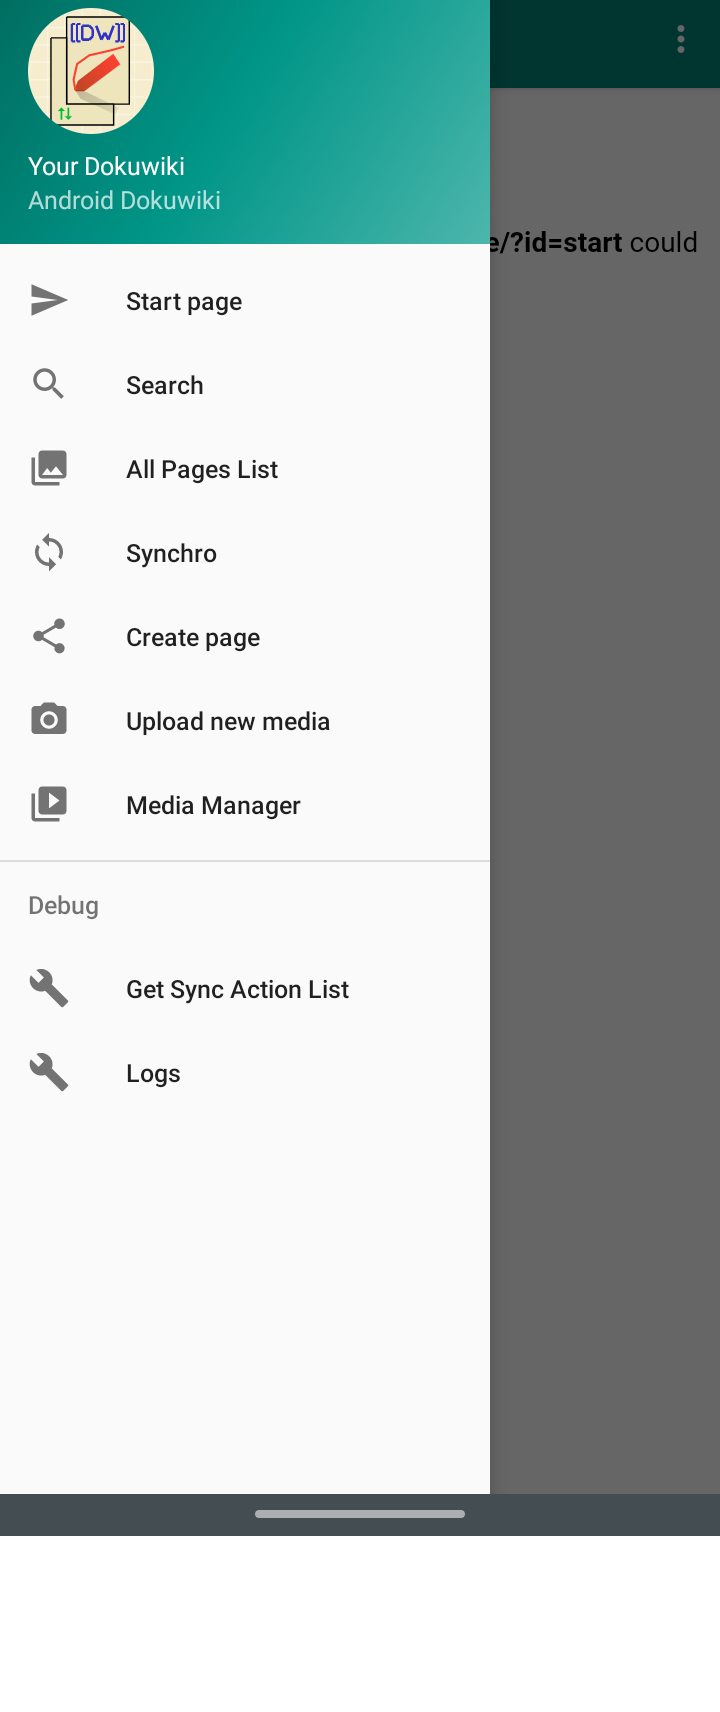 [[DW]]
Your Dokuwiki
Android Dokuwiki
e/?id=start could
Start page
Search
All Pages List
Synchro
Create page
Upload new media
Media Manager
Debug
Get Sync Action List
Logs